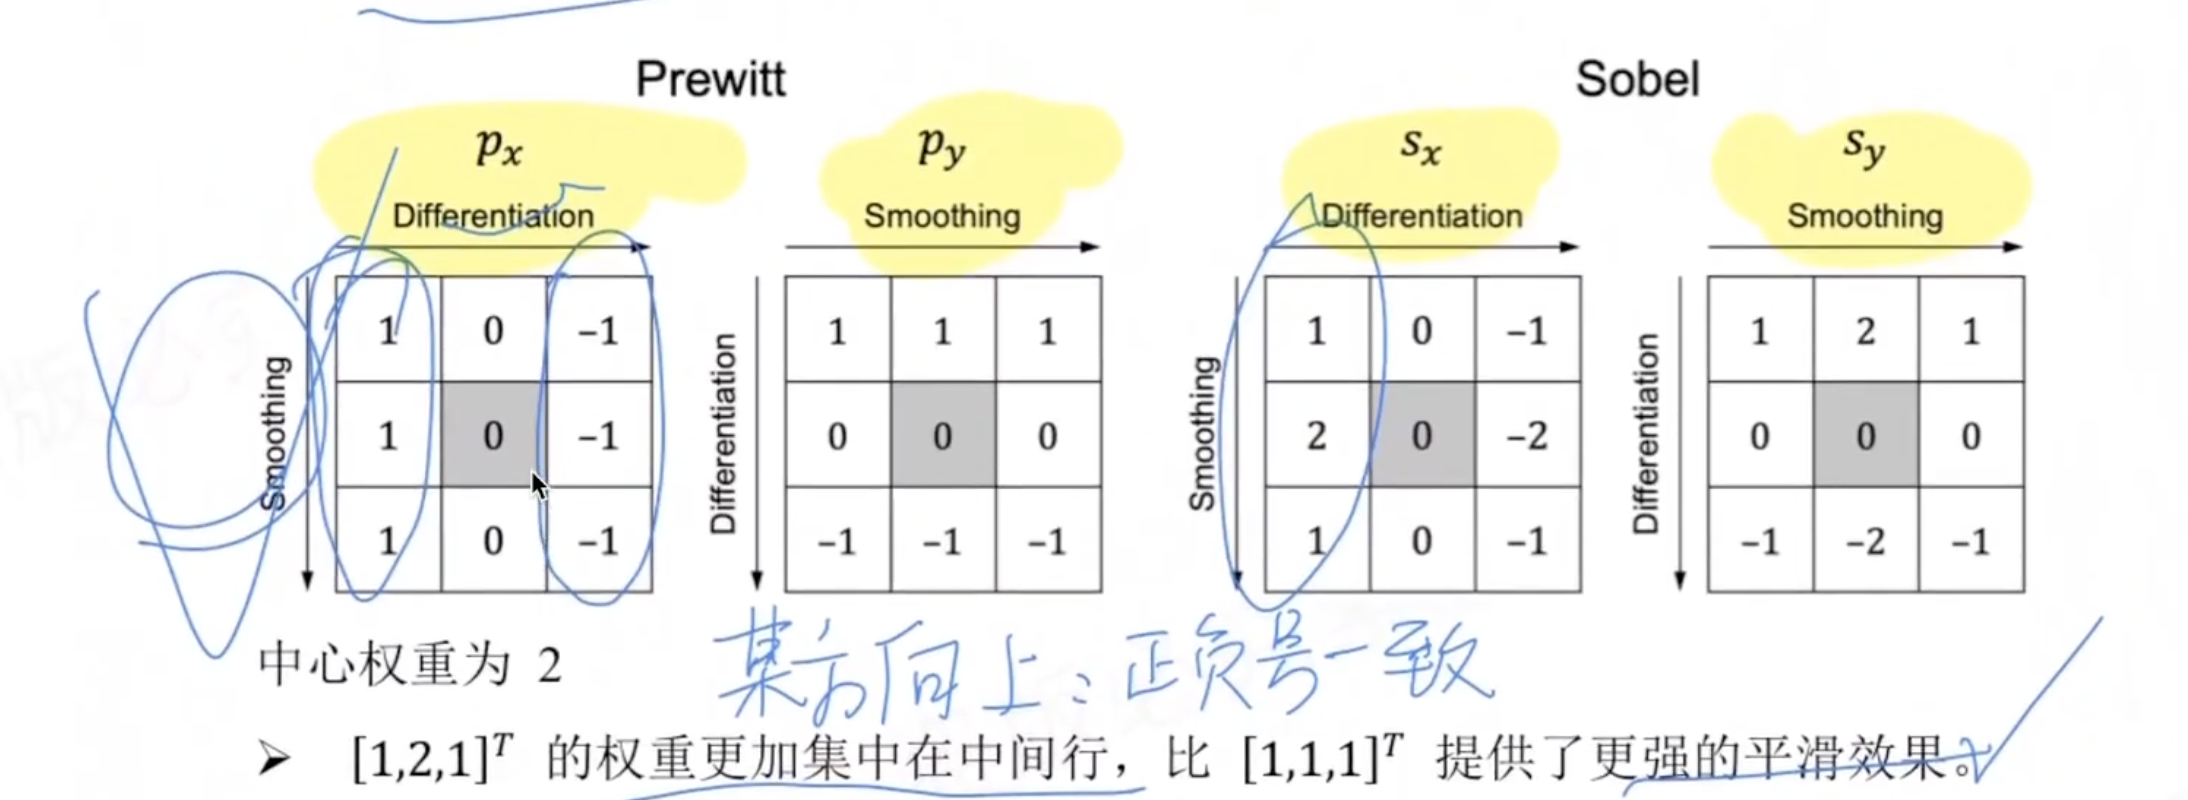 Prewitt Sobel
pₓ p_y sₓ s_y
Differentiation Smoothing Differentiation Smoothing
Smoothing Differentiation Smoothing Differentiation
1 0 −1 1 1 1 1 0 −1 1 2 1
1 0 −1 0 0 0 2 0 −2 0 0 0
1 0 −1 −1 −1 −1 1 0 −1 −1 −2 −1
中心权重为 2
某方向上：正负号一致
➢ [1,2,1]ᵀ 的权重更加集中在中间行，比 [1,1,1]ᵀ 提供了更强的平滑效果。